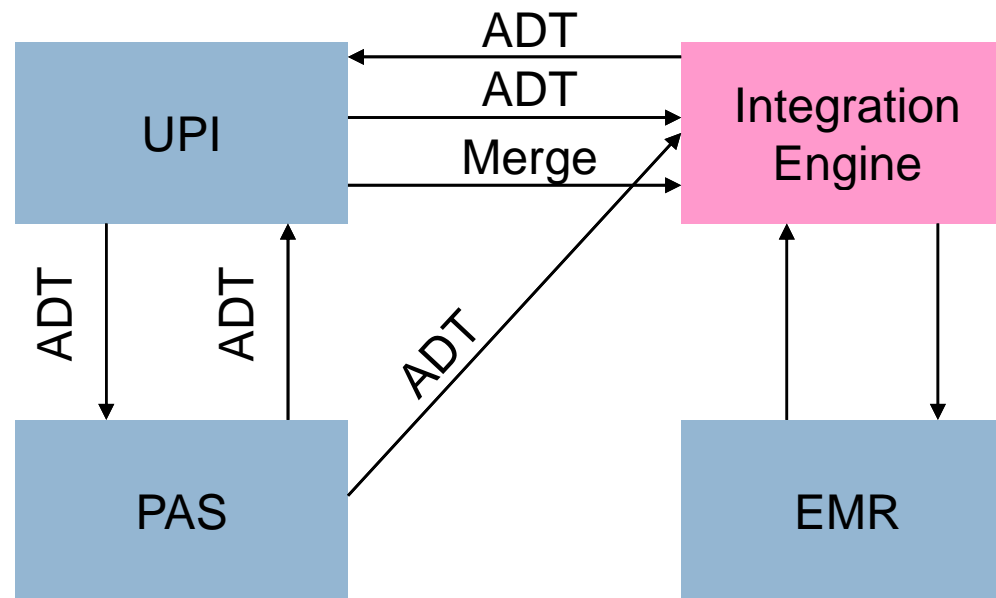 ADT
ADT
UPI
Integration
Engine
Merge
ADT
ADT
ADT
PAS
EMR